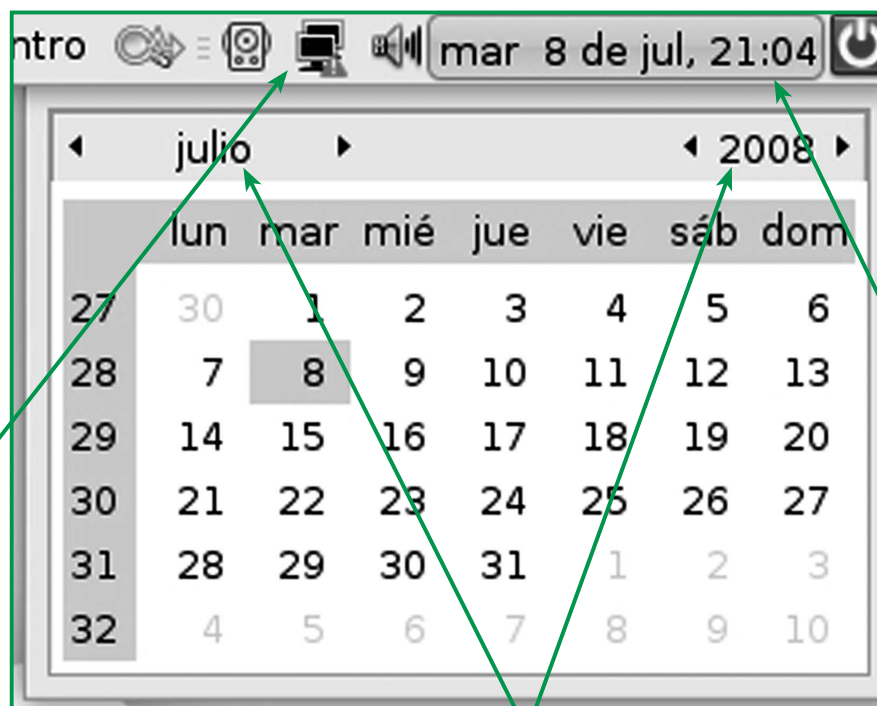 ntro mar 8 de jul, 21:04
julio 2008
lun mar mié jue vie sáb dom
27 30 1 2 3 4 5 6
28 7 8 9 10 11 12 13
29 14 15 16 17 18 19 20
30 21 22 23 24 25 26 27
31 28 29 30 31 1 2 3
32 4 5 6 7 8 9 10